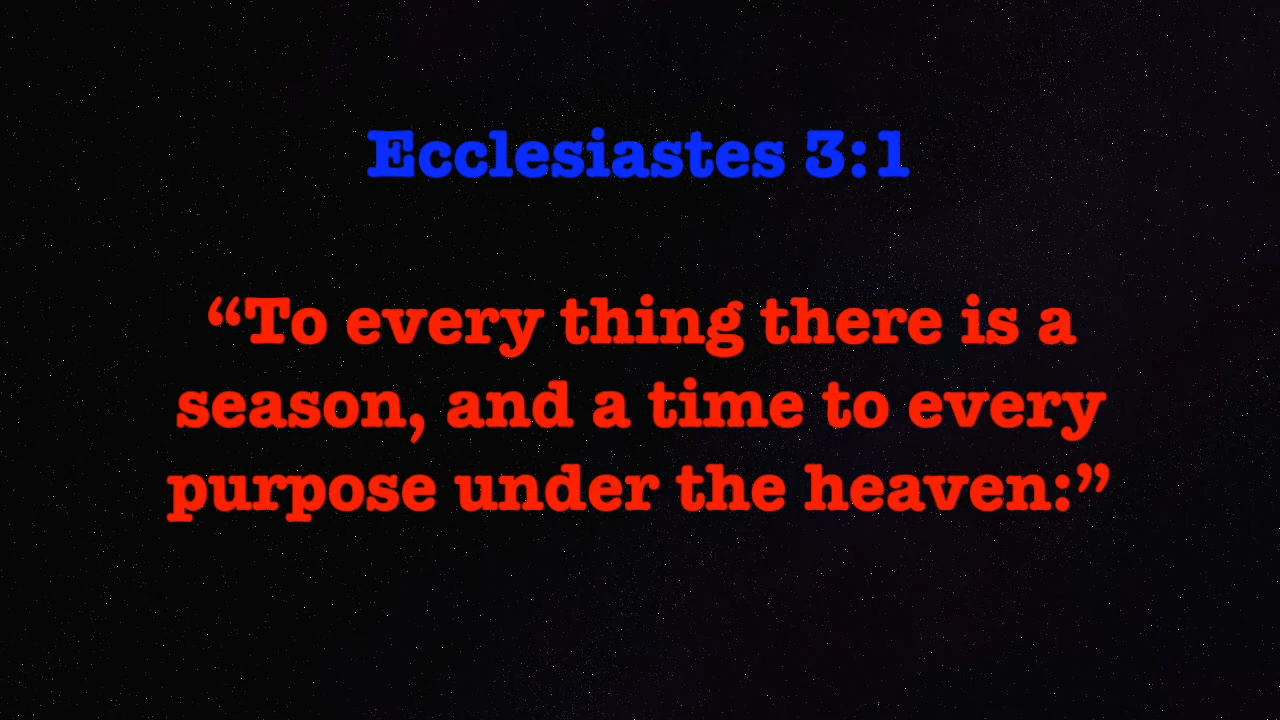 Ecclesiastes 3:1
“To every thing there is a
season, and a time to every
purpose under the heaven:”